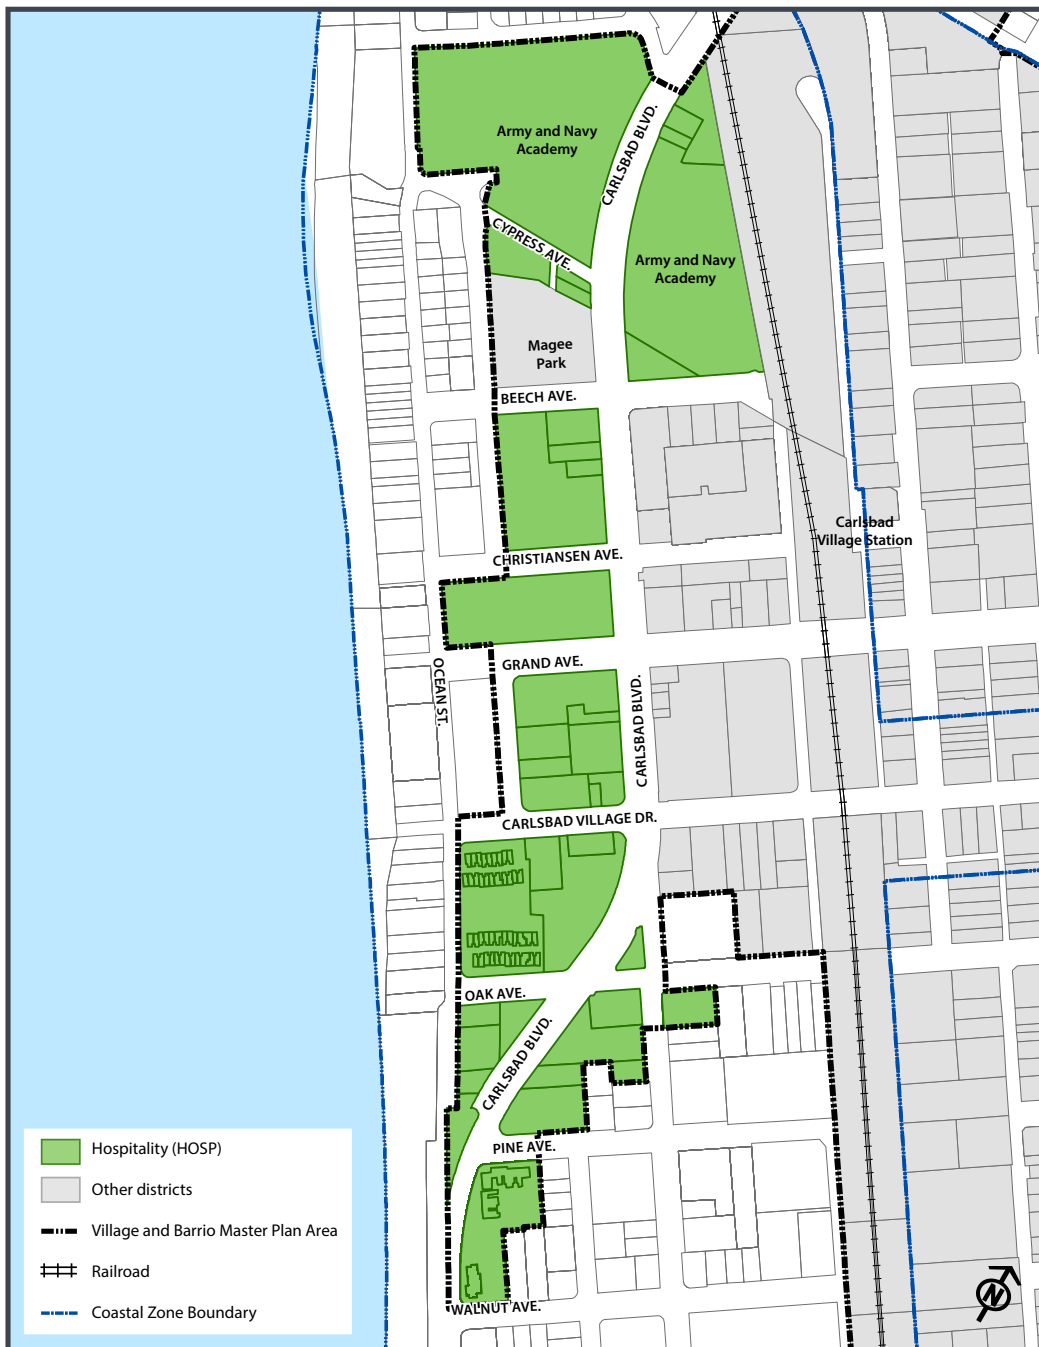 Army and Navy
Academy
CARLSBAD BLVD.
CYPRESS AVE.
Army and Navy
Academy
Magee
Park
BEECH AVE.
Carlsbad
Village Station
CHRISTIANSEN AVE.
GRAND AVE.
OCEAN ST.
CARLSBAD BLVD.
CARLSBAD VILLAGE DR.
OAK AVE.
CARLSBAD BLVD.
PINE AVE.
WALNUT AVE.
Hospitality (HOSP)
Other districts
Village and Barrio Master Plan Area
Railroad
Coastal Zone Boundary
N